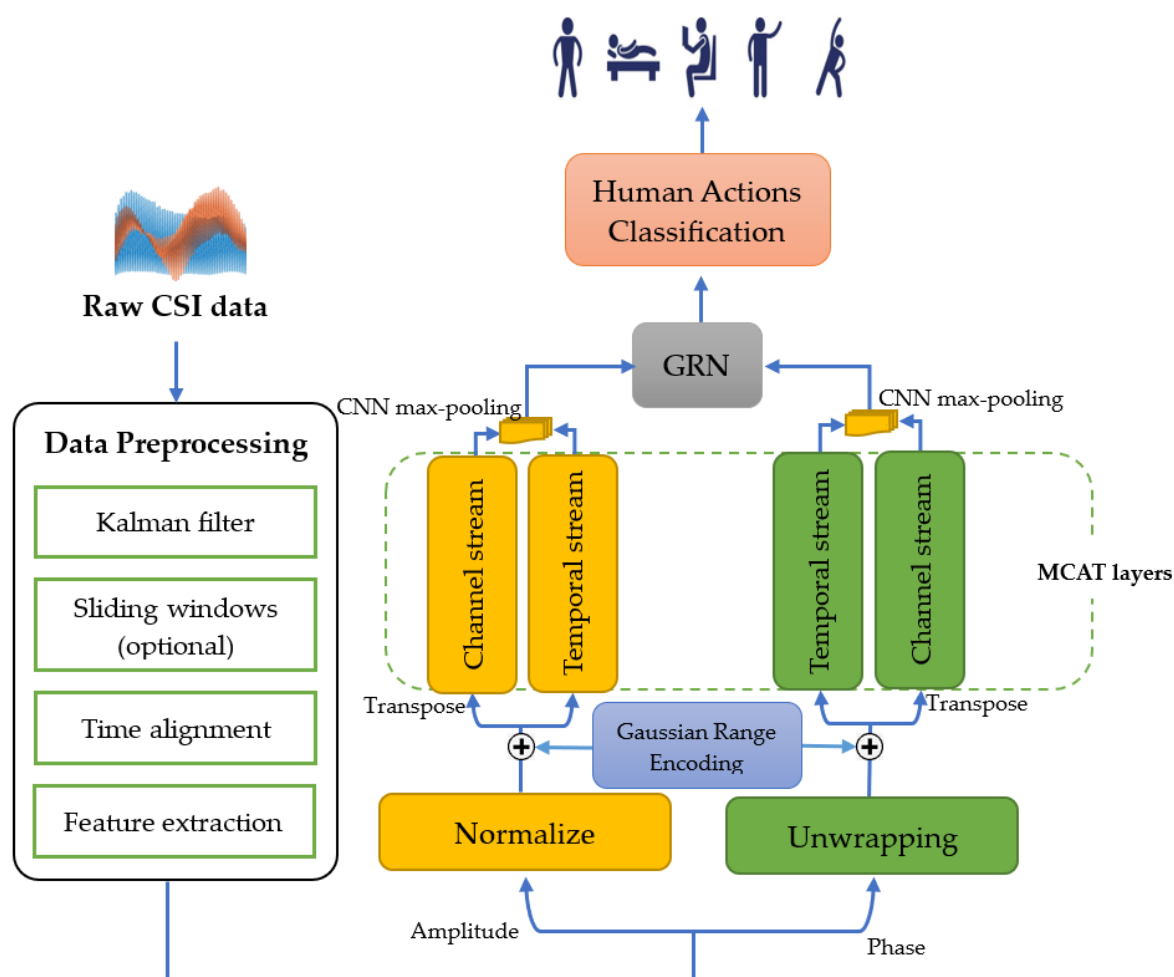 Raw CSI data
Data Preprocessing
Kalman filter
Sliding windows
(optional)
Time alignment
Feature extraction
Human Actions
Classification
GRN
CNN max-pooling
CNN max-pooling
Channel stream
Temporal stream
Temporal stream
Channel stream
MCAT layers
Transpose
Transpose
Gaussian Range
Encoding
Normalize
Unwrapping
Amplitude
Phase